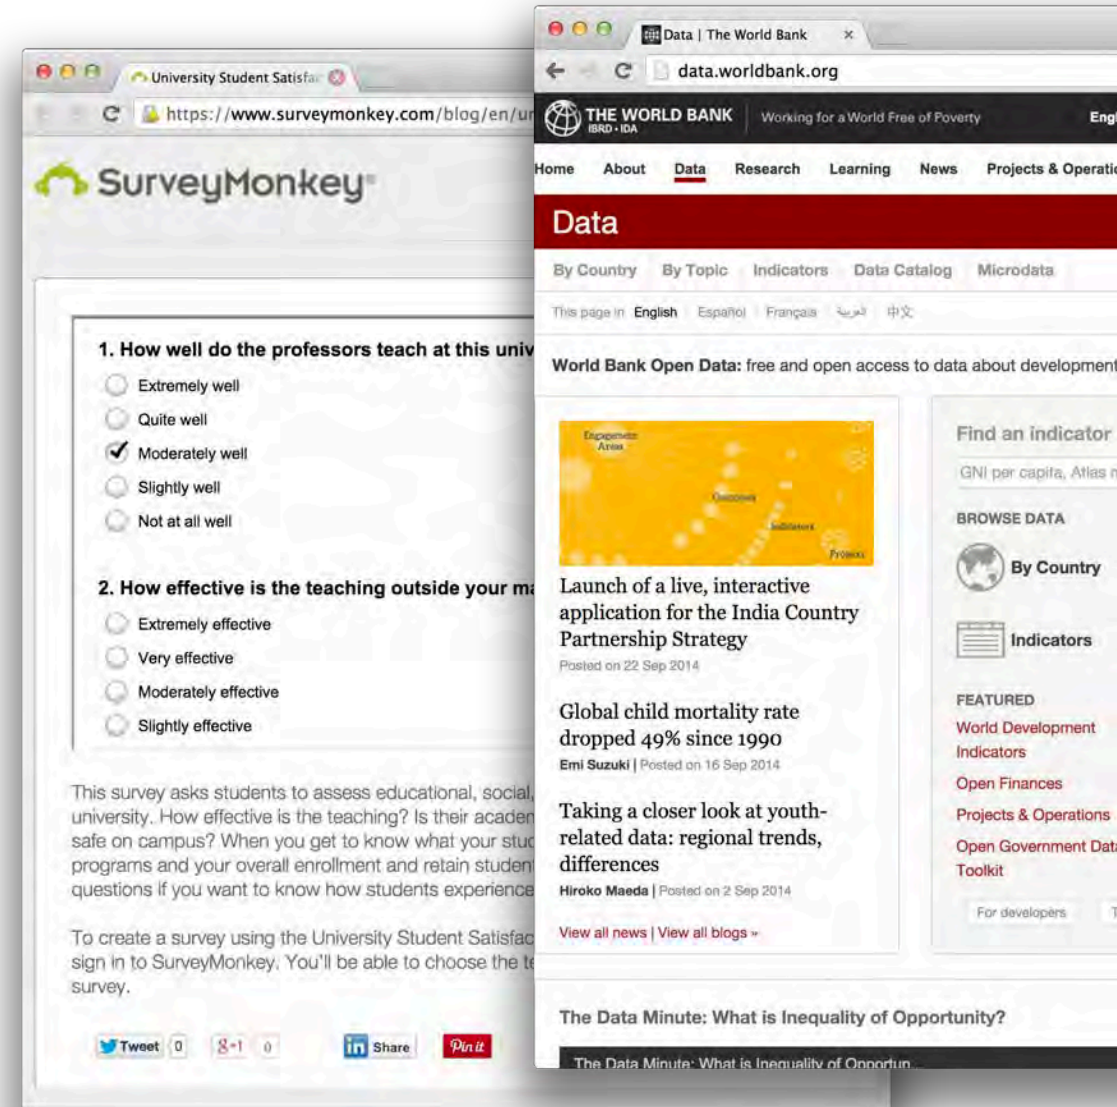 University Student Satisfa
https://www.surveymonkey.com/blog/en/ur
SurveyMonkey
1. How well do the professors teach at this univ
Extremely well
Quite well
Moderately well
Slightly well
Not at all well
2. How effective is the teaching outside your ma
Extremely effective
Very effective
Moderately effective
Slightly effective
This survey asks students to assess educational, social,
university. How effective is the teaching? Is their acaden
safe on campus? When you get to know what your stud
programs and your overall enrollment and retain student
questions if you want to know how students experience
To create a survey using the University Student Satisfac
sign in to SurveyMonkey. You'll be able to choose the te
survey.
Tweet 0 g+1 0 in Share Pin it
Data | The World Bank
data.worldbank.org
THE WORLD BANK
IBRD • IDA
Working for a World Free of Poverty
Engl
Home About Data Research Learning News Projects & Operatio
Data
By Country By Topic Indicators Data Catalog Microdata
This page in English Español Français العربية 中文
World Bank Open Data: free and open access to data about development
Engagement
Areas
Outcomes
Indicators
Projects
Launch of a live, interactive
application for the India Country
Partnership Strategy
Posted on 22 Sep 2014
Global child mortality rate
dropped 49% since 1990
Emi Suzuki | Posted on 16 Sep 2014
Taking a closer look at youth-
related data: regional trends,
differences
Hiroko Maeda | Posted on 2 Sep 2014
View all news | View all blogs »
Find an indicator
GNI per capita, Atlas m
BROWSE DATA
By Country
Indicators
FEATURED
World Development
Indicators
Open Finances
Projects & Operations
Open Government Data
Toolkit
For developers T
The Data Minute: What is Inequality of Opportunity?
The Data Minute: What is Inequality of Opportun...